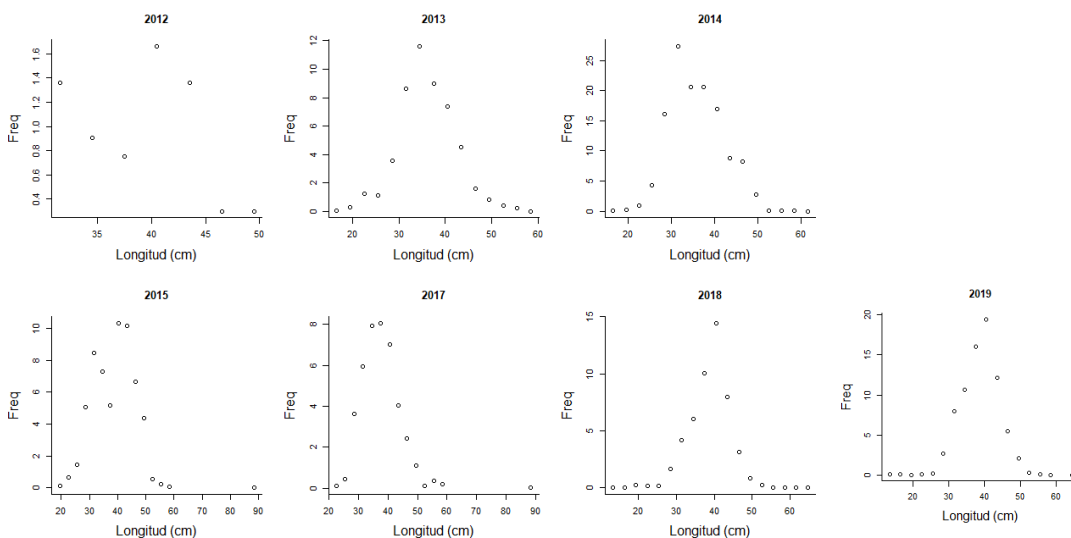 2012
Freq
0.4 0.6 0.8 1.0 1.2 1.4 1.6
35 40 45 50
Longitud (cm)
2013
Freq
0 2 4 6 8 10 12
20 30 40 50 60
Longitud (cm)
2014
Freq
0 5 10 15 20 25
20 30 40 50 60
Longitud (cm)
2015
Freq
0 2 4 6 8 10
20 30 40 50 60 70 80 90
Longitud (cm)
2017
Freq
0 2 4 6 8
30 40 50 60 70 80 90
Longitud (cm)
2018
Freq
0 5 10 15
20 30 40 50 60
Longitud (cm)
2019
Freq
0 5 10 15 20
20 30 40 50 60
Longitud (cm)